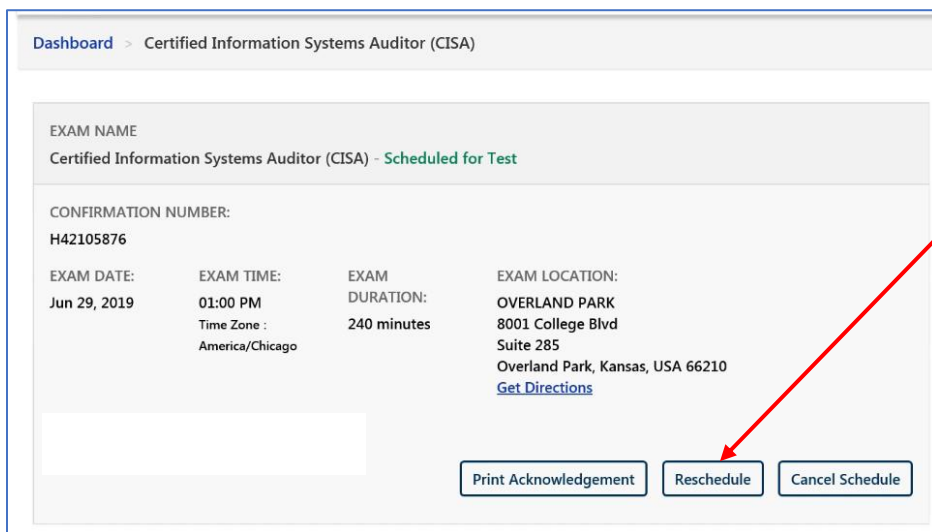 Dashboard > Certified Information Systems Auditor (CISA)
EXAM NAME
Certified Information Systems Auditor (CISA) - Scheduled for Test
CONFIRMATION NUMBER:
H42105876
EXAM DATE:
Jun 29, 2019
EXAM TIME:
01:00 PM
Time Zone :
America/Chicago
EXAM
DURATION:
240 minutes
EXAM LOCATION:
OVERLAND PARK
8001 College Blvd
Suite 285
Overland Park, Kansas, USA 66210
Get Directions
Print Acknowledgement Reschedule Cancel Schedule